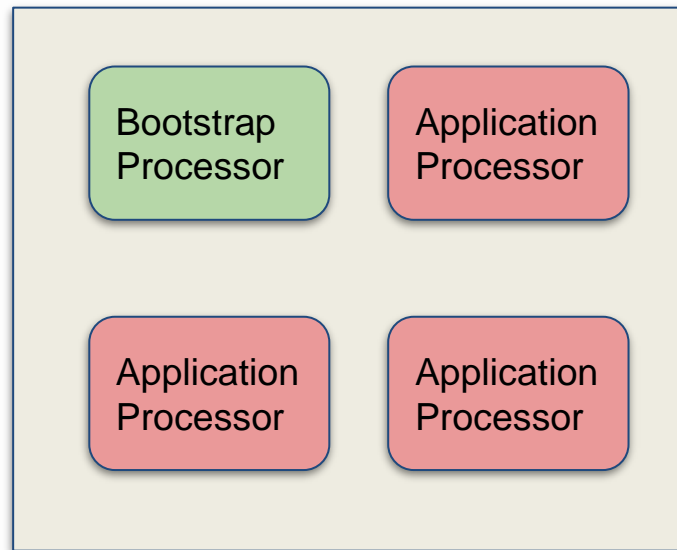 Bootstrap
Processor
Application
Processor
Application
Processor
Application
Processor